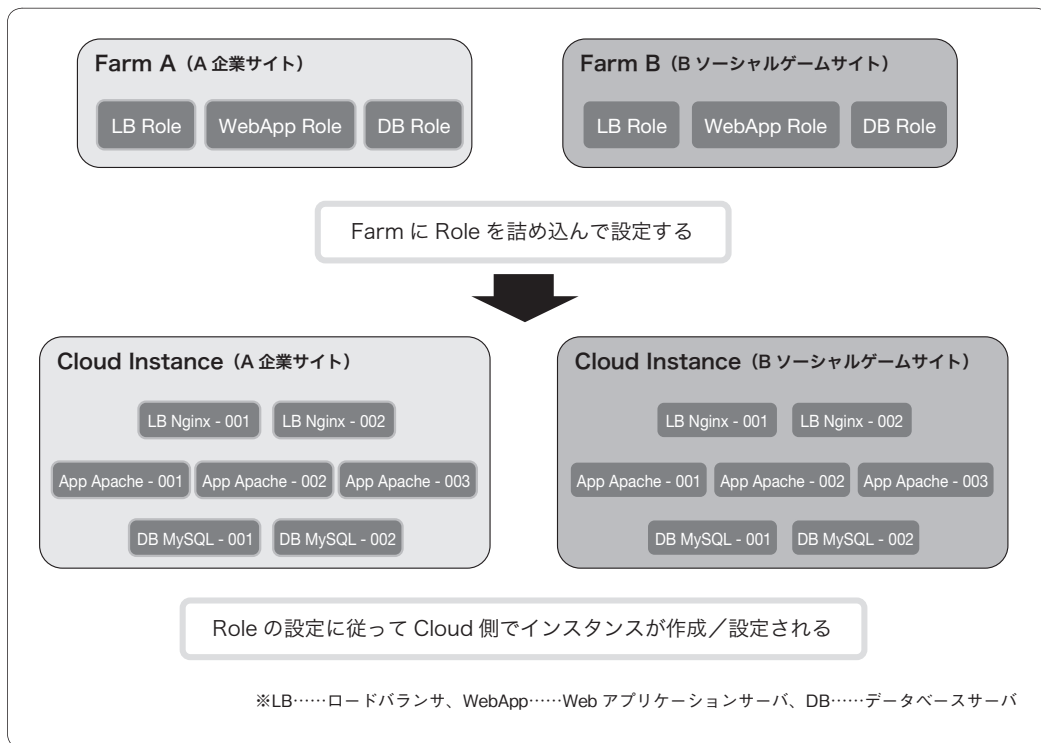 Farm A（A 企業サイト）
LB Role
WebApp Role
DB Role
Farm B（B ソーシャルゲームサイト）
LB Role
WebApp Role
DB Role
Farm に Role を詰め込んで設定する
Cloud Instance（A 企業サイト）
LB Nginx - 001
LB Nginx - 002
App Apache - 001
App Apache - 002
App Apache - 003
DB MySQL - 001
DB MySQL - 002
Cloud Instance（B ソーシャルゲームサイト）
LB Nginx - 001
LB Nginx - 002
App Apache - 001
App Apache - 002
App Apache - 003
DB MySQL - 001
DB MySQL - 002
Role の設定に従って Cloud 側でインスタンスが作成／設定される
※LB……ロードバランサ、WebApp……Web アプリケーションサーバ、DB……データベースサーバ